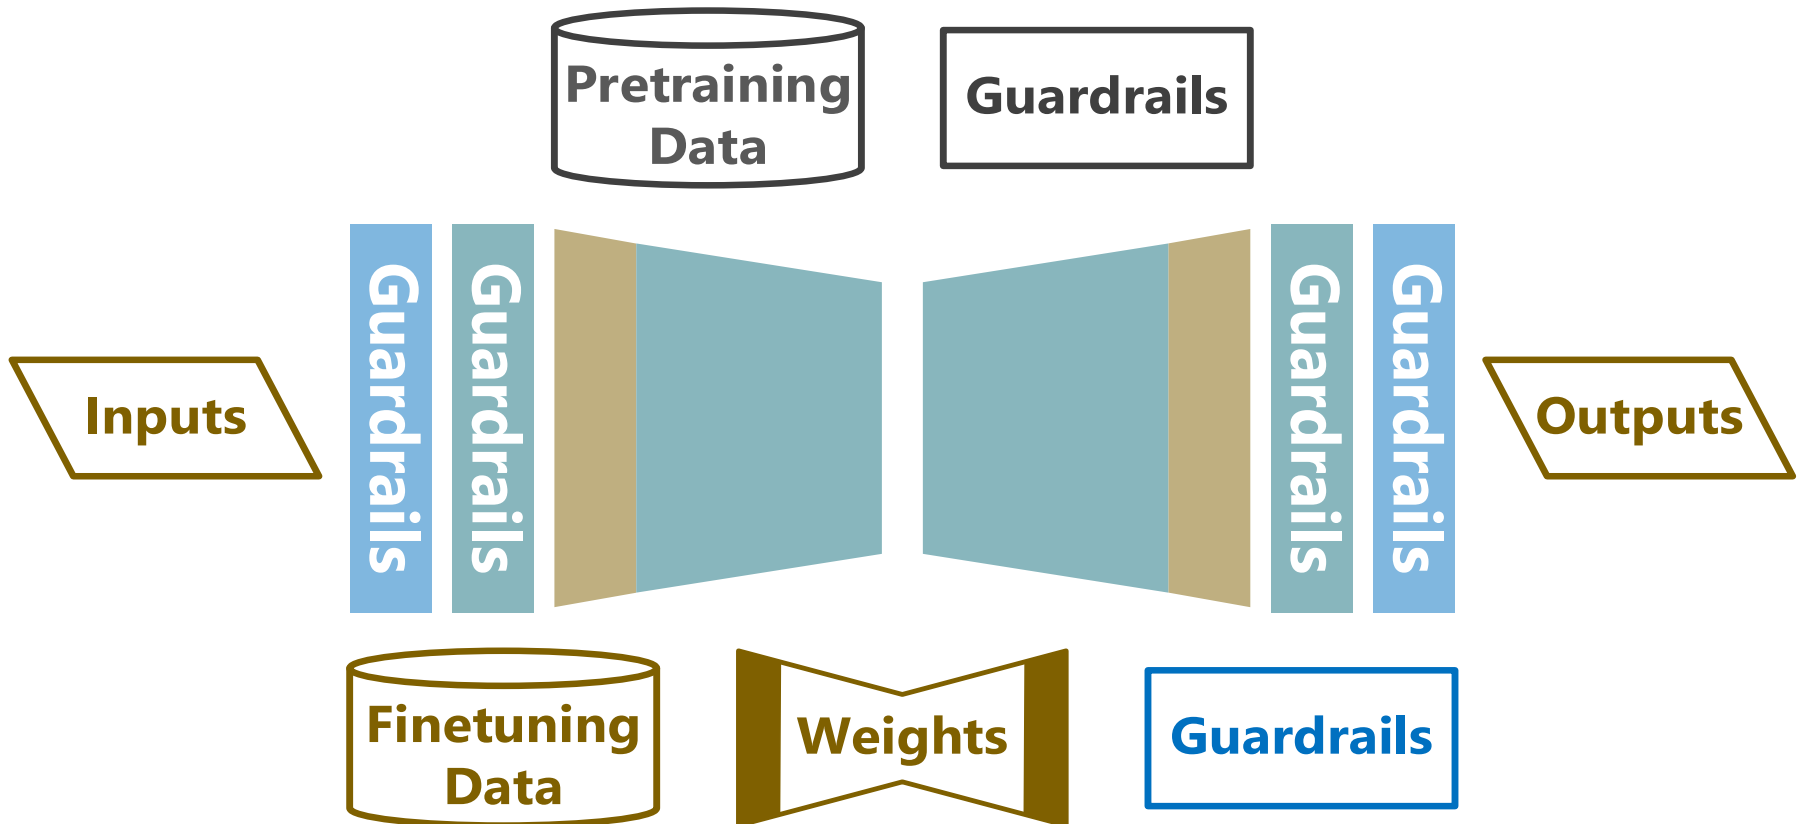 Pretraining
Data
Guardrails
Inputs
Guardrails
Guardrails
Guardrails
Guardrails
Outputs
Finetuning
Data
Weights
Guardrails